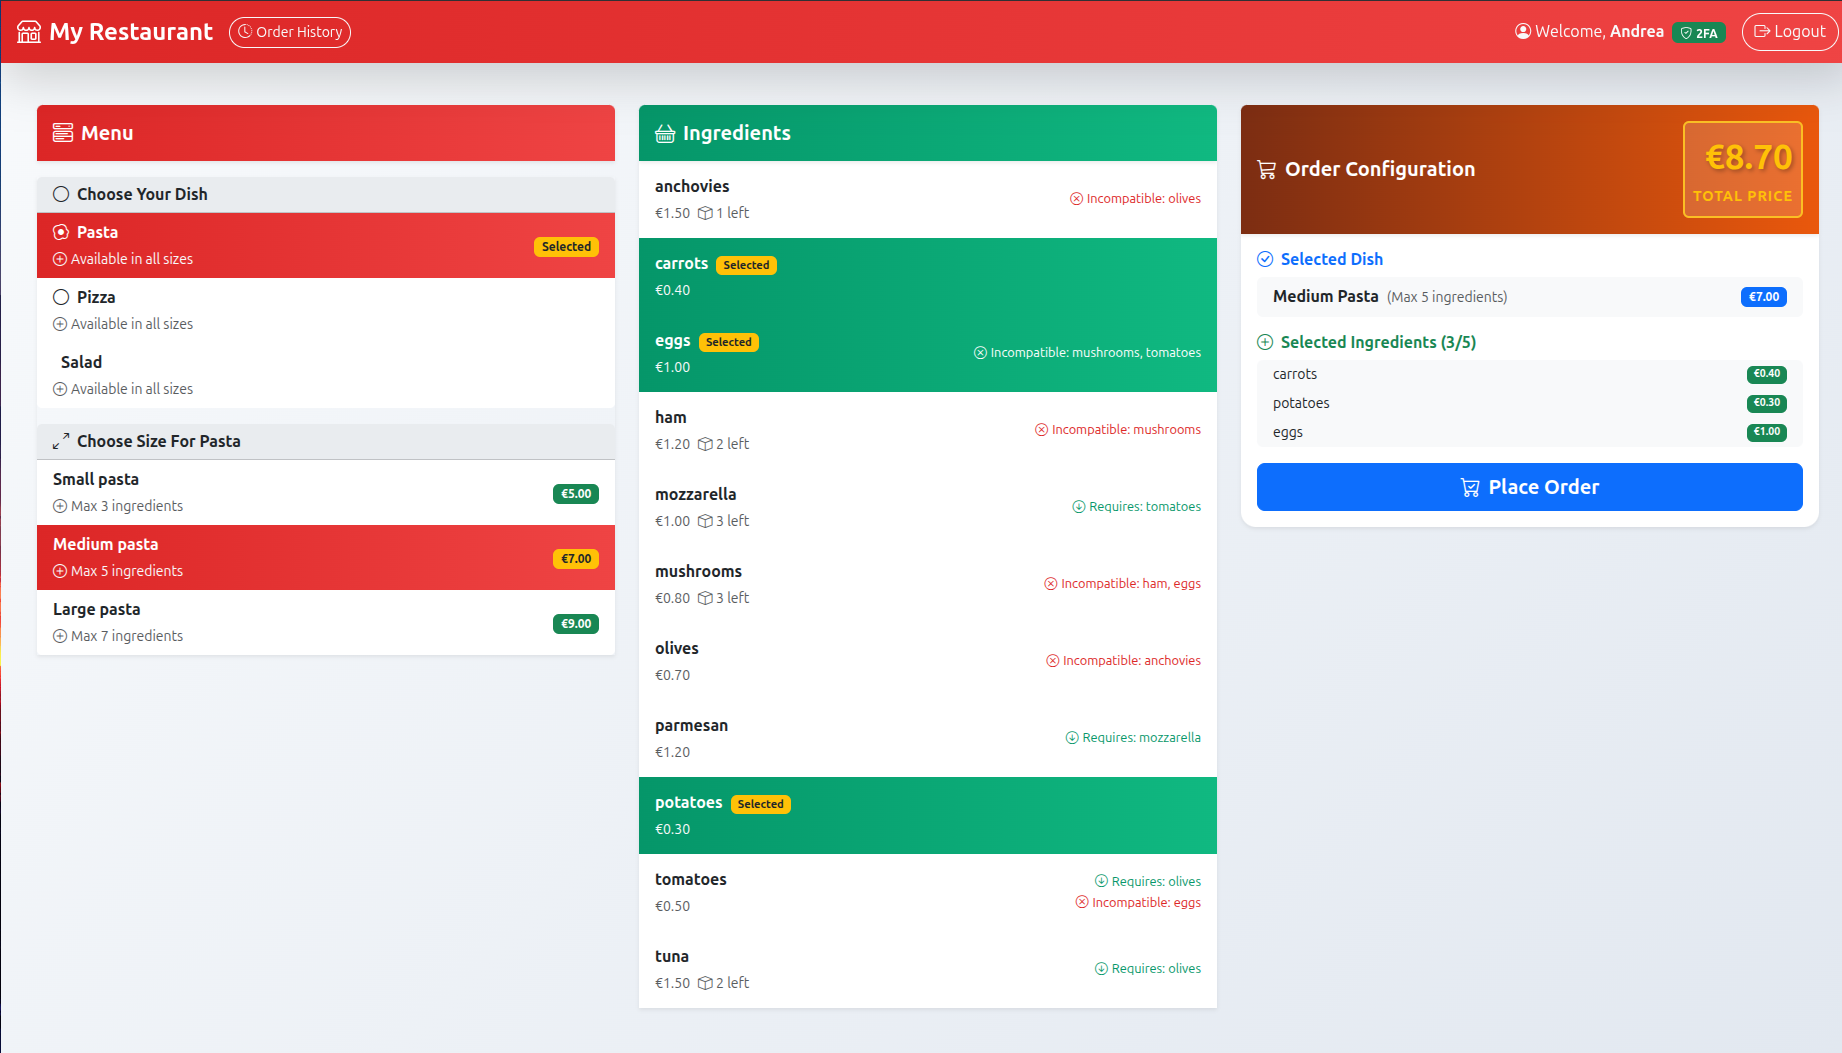 My Restaurant
Order History
Welcome, Andrea
2FA
Logout
Menu
Choose Your Dish
Pasta
Available in all sizes
Selected
Pizza
Available in all sizes
Salad
Available in all sizes
Choose Size For Pasta
Small pasta
Max 3 ingredients
€5.00
Medium pasta
Max 5 ingredients
€7.00
Large pasta
Max 7 ingredients
€9.00
Ingredients
anchovies
€1.50 1 left
Incompatible: olives
carrots Selected
€0.40
eggs Selected
€1.00
Incompatible: mushrooms, tomatoes
ham
€1.20 2 left
Incompatible: mushrooms
mozzarella
€1.00 3 left
Requires: tomatoes
mushrooms
€0.80 3 left
Incompatible: ham, eggs
olives
€0.70
Incompatible: anchovies
parmesan
€1.20
Requires: mozzarella
potatoes Selected
€0.30
tomatoes
€0.50
Requires: olives
Incompatible: eggs
tuna
€1.50 2 left
Requires: olives
Order Configuration
€8.70
TOTAL PRICE
Selected Dish
Medium Pasta (Max 5 ingredients)
€7.00
Selected Ingredients (3/5)
carrots €0.40
potatoes €0.30
eggs €1.00
Place Order